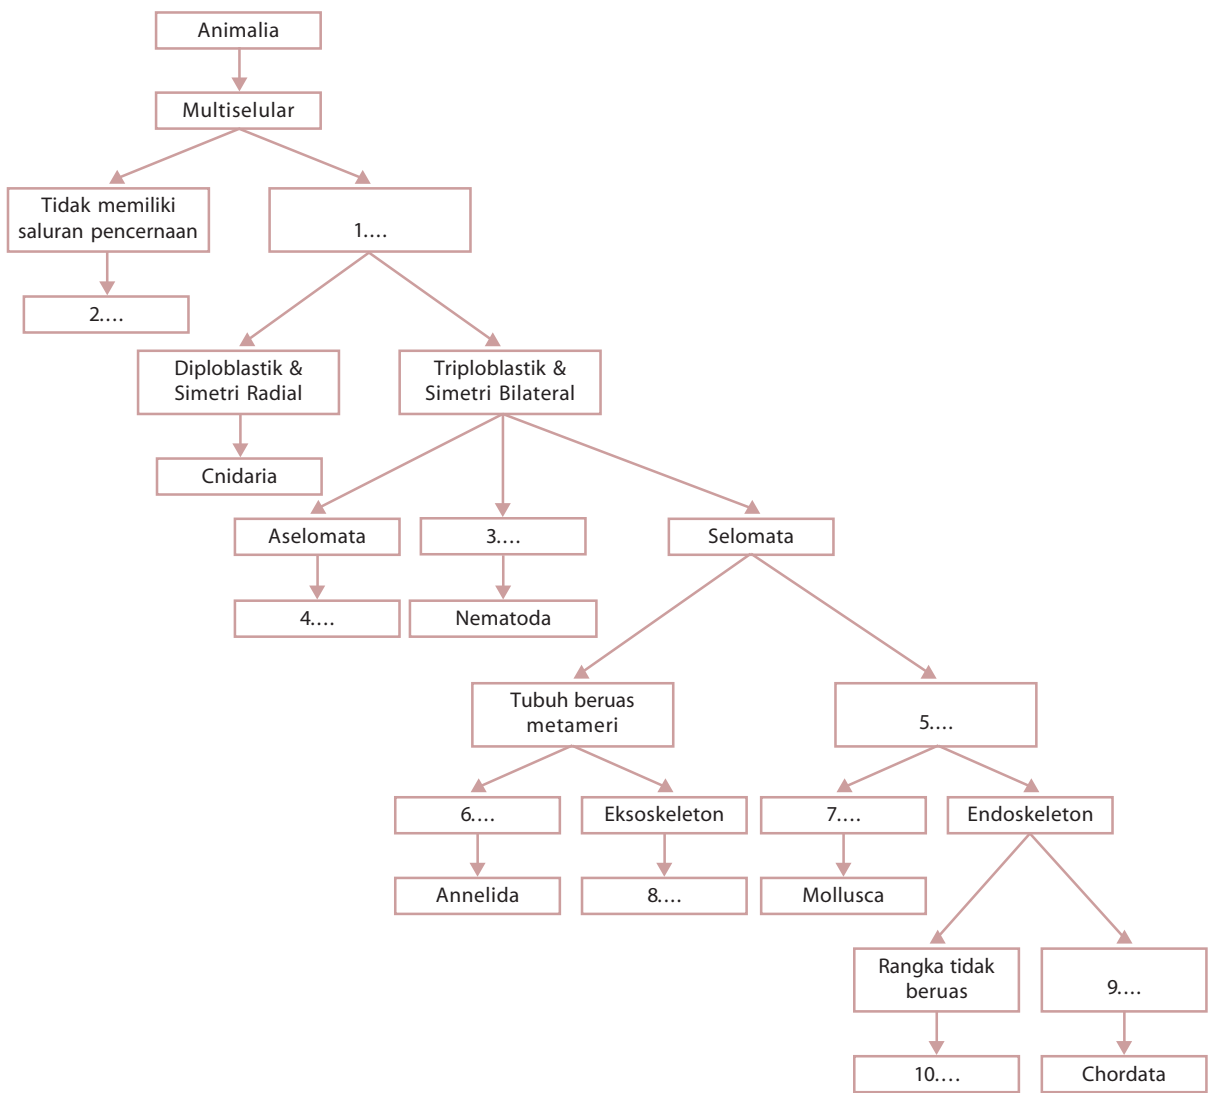 Animalia
Multiselular
Tidak memiliki
saluran pencernaan
1....
2....
Diploblastik &
Simetri Radial
Triploblastik &
Simetri Bilateral
Cnidaria
Aselomata
3....
Selomata
4....
Nematoda
Tubuh beruas
metameri
5....
6....
Eksoskeleton
7....
Endoskeleton
Annelida
8....
Mollusca
Rangka tidak
beruas
9....
10....
Chordata